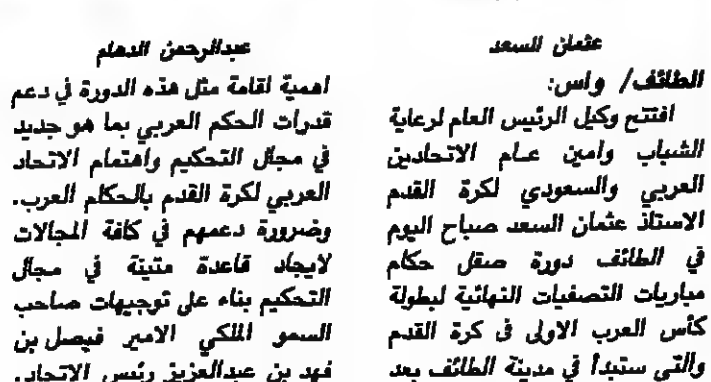 عثمان السعد
الطائف/ واس:
افتتح وكيل الرئيس العام لرعاية
الشباب وامين عـام الاتحادين
العربي والسعودي لكرة القدم
الاستاذ عثمان السعد صباح اليوم
في الطائف دورة صقل حكام
مباريات التصفيات النهائية لبطولة
كأس العرب الاولى في كرة القدم
والتي ستبدأ في مدينة الطائف بعد
عبدالرحمن الدهام
اهمية اقامة مثل هذه الدورة في دعم
قدرات الحكم العربي بما هو جديد
في مجال التحكيم واهتمام الاتحاد
العربي لكرة القدم بالحكام العرب.
وضرورة دعمهم في كافة المجالات
لايجاد قاعدة متينة في مجال
التحكيم بناء على توجيهات صاحب
السمو الملكي الامير فيصل بن
فهد بن عبدالعزيز رئيس الاتحاد.